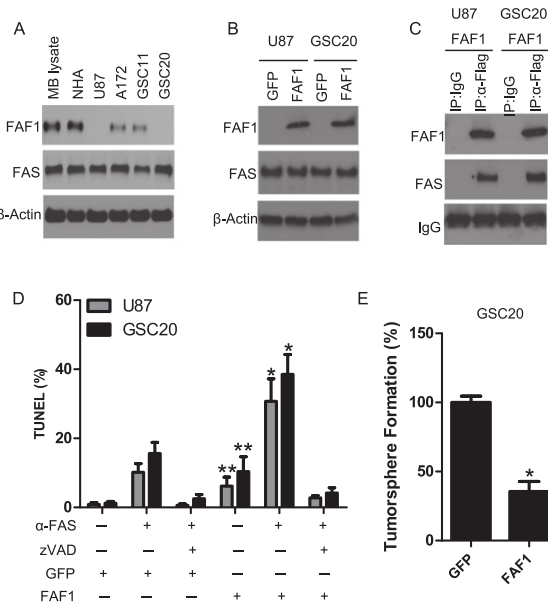 A
MB lysate
NHA
U87
A172
GSC11
GSC20
FAF1
FAS
β-Actin
B
U87 GSC20
GFP
FAF1
GFP
FAF1
FAF1
FAS
β-Actin
C
U87 GSC20
FAF1 FAF1
IP:IgG
IP:α-Flag
IP:IgG
IP:α-Flag
FAF1
FAS
IgG
D
U87
GSC20
TUNEL (%)
60
40
20
0
** ** * *
α-FAS – + + – + +
zVAD – – + – – +
GFP + + + – – –
FAF1 – – – + + +
E
GSC20
Tumorsphere Formation (%)
150
100
50
0
*
GFP FAF1